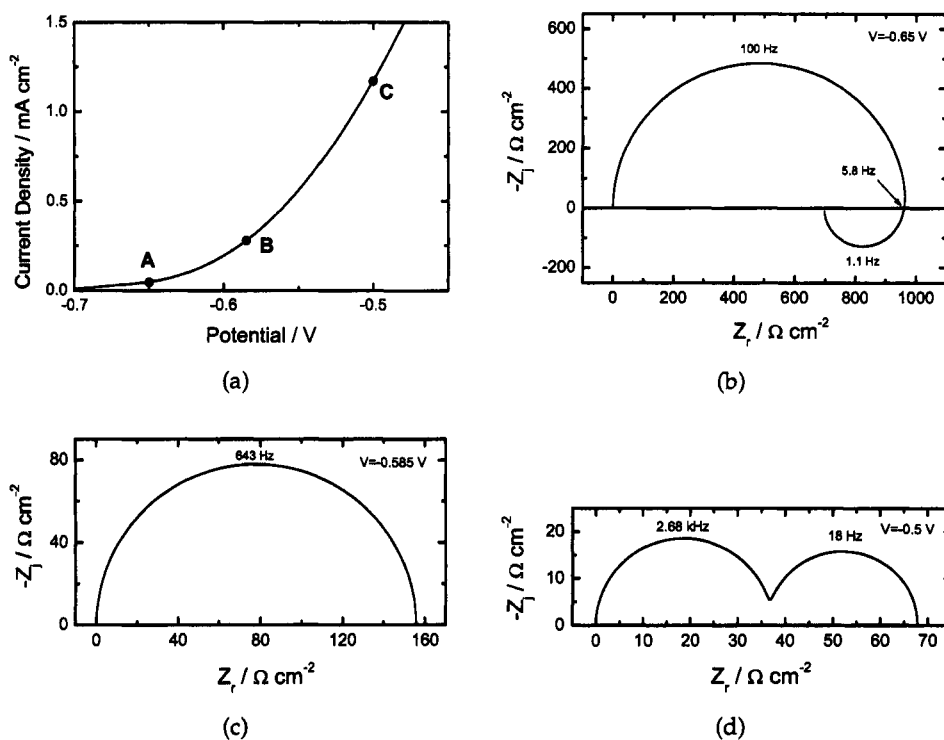 1.5
1.0
0.5
0.0
Current Density / mA cm⁻²
A
B
C
-0.7
-0.6
-0.5
Potential / V
(a)
600
400
200
0
-200
-Zj / Ω cm⁻²
V=-0.65 V
100 Hz
5.8 Hz
1.1 Hz
0
200
400
600
800
1000
Zr / Ω cm⁻²
(b)
80
40
0
-Zj / Ω cm⁻²
643 Hz
V=-0.585 V
0
40
80
120
160
Zr / Ω cm⁻²
(c)
20
10
0
-Zj / Ω cm⁻²
2.68 kHz
18 Hz
V=-0.5 V
0
10
20
30
40
50
60
70
Zr / Ω cm⁻²
(d)